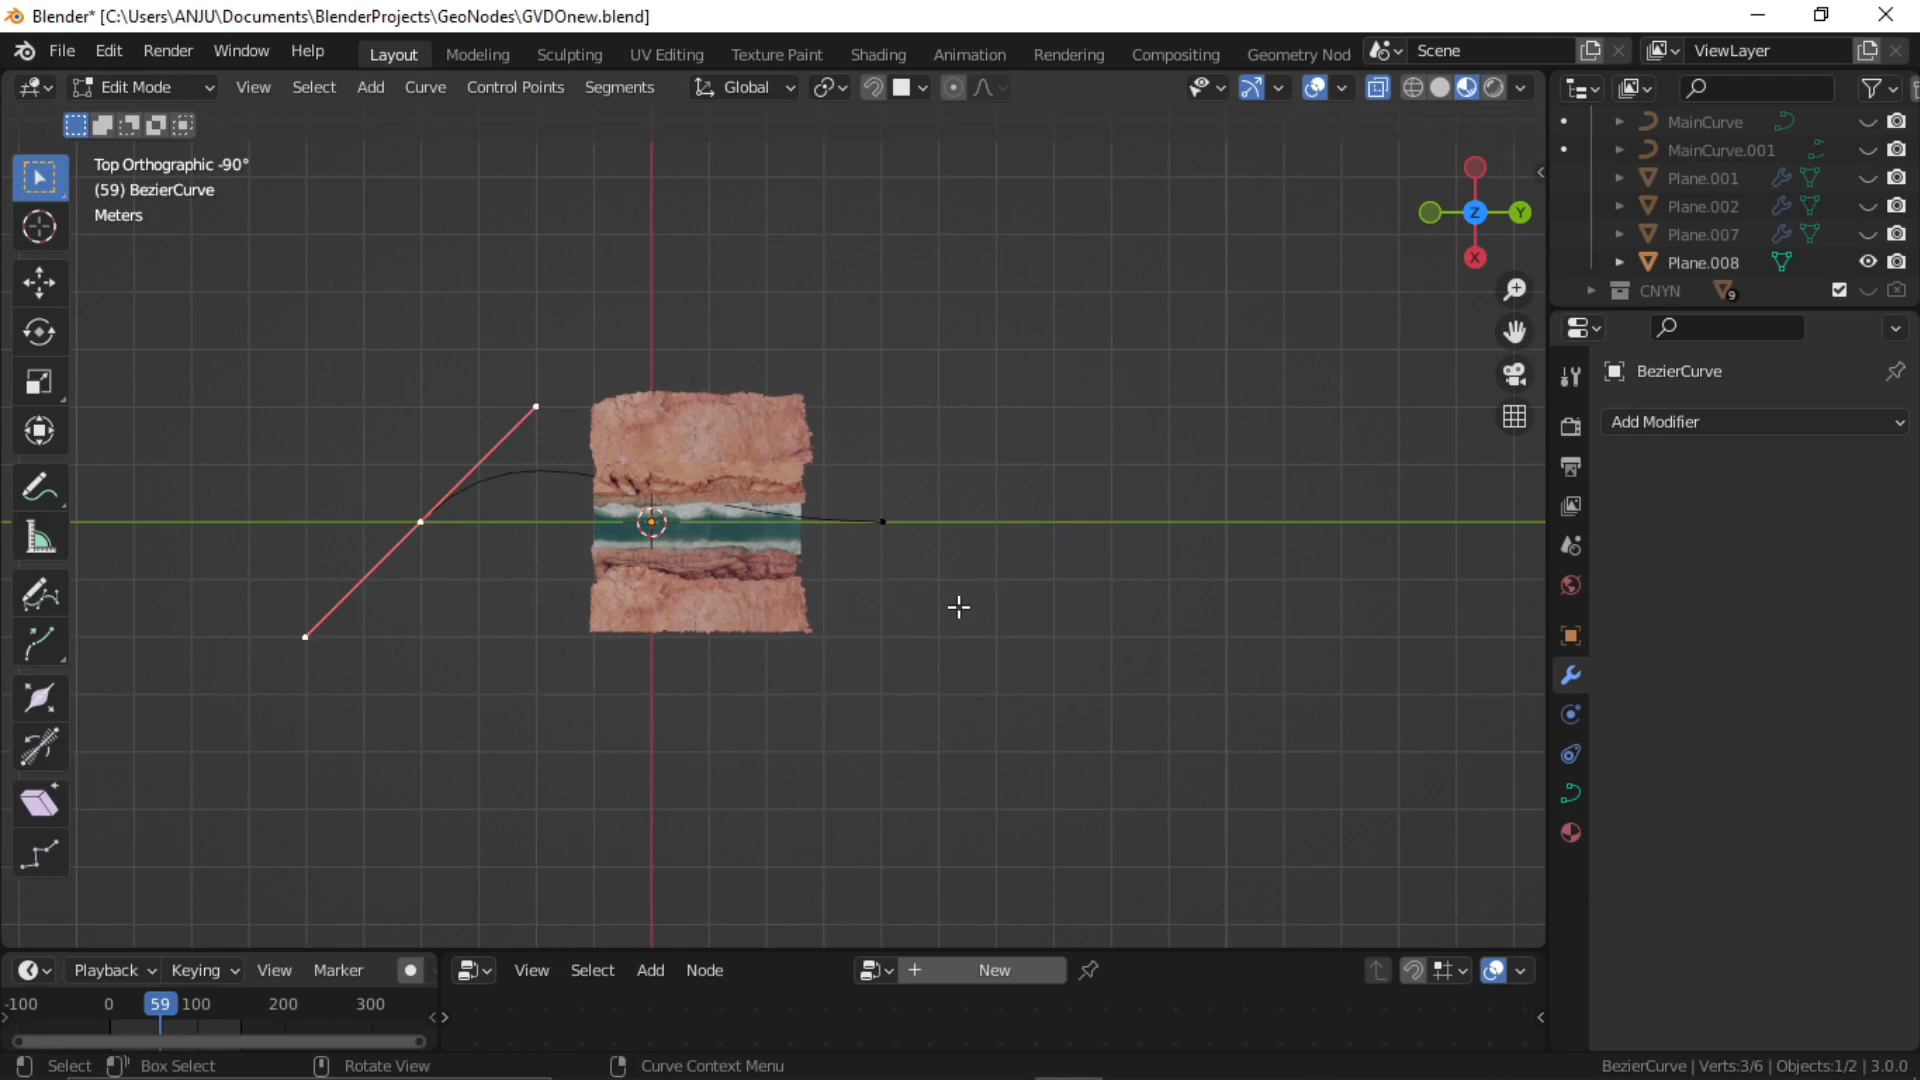 Blender* [C:\Users\ANJU\Documents\BlenderProjects\GeoNodes\GVDOnew.blend]
File Edit Render Window Help Layout Modeling Sculpting UV Editing Texture Paint Shading Animation Rendering Compositing Geometry Nod Scene ViewLayer
Edit Mode View Select Add Curve Control Points Segments Global
Top Orthographic -90°
(59) BezierCurve
Meters
Z Y X
MainCurve
MainCurve.001
Plane.001
Plane.002
Plane.007
Plane.008
CNYN 9
BezierCurve
Add Modifier
Playback Keying View Marker
View Select Add Node New
-100 0 59 100 200 300
Select Box Select Rotate View Curve Context Menu BezierCurve | Verts:3/6 | Objects:1/2 | 3.0.0